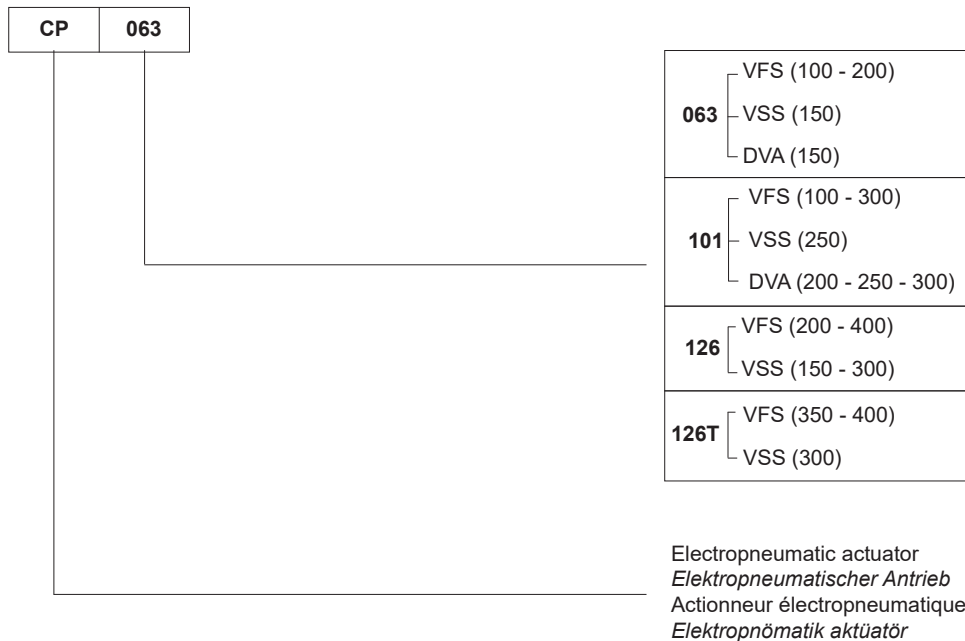 CP 063
VFS (100 - 200)
063 VSS (150)
DVA (150)
VFS (100 - 300)
101 VSS (250)
DVA (200 - 250 - 300)
126
VFS (200 - 400)
VSS (150 - 300)
126T
VFS (350 - 400)
VSS (300)
Electropneumatic actuator
Elektropneumatischer Antrieb
Actionneur électropneumatique
Elektropnömatik aktüatör